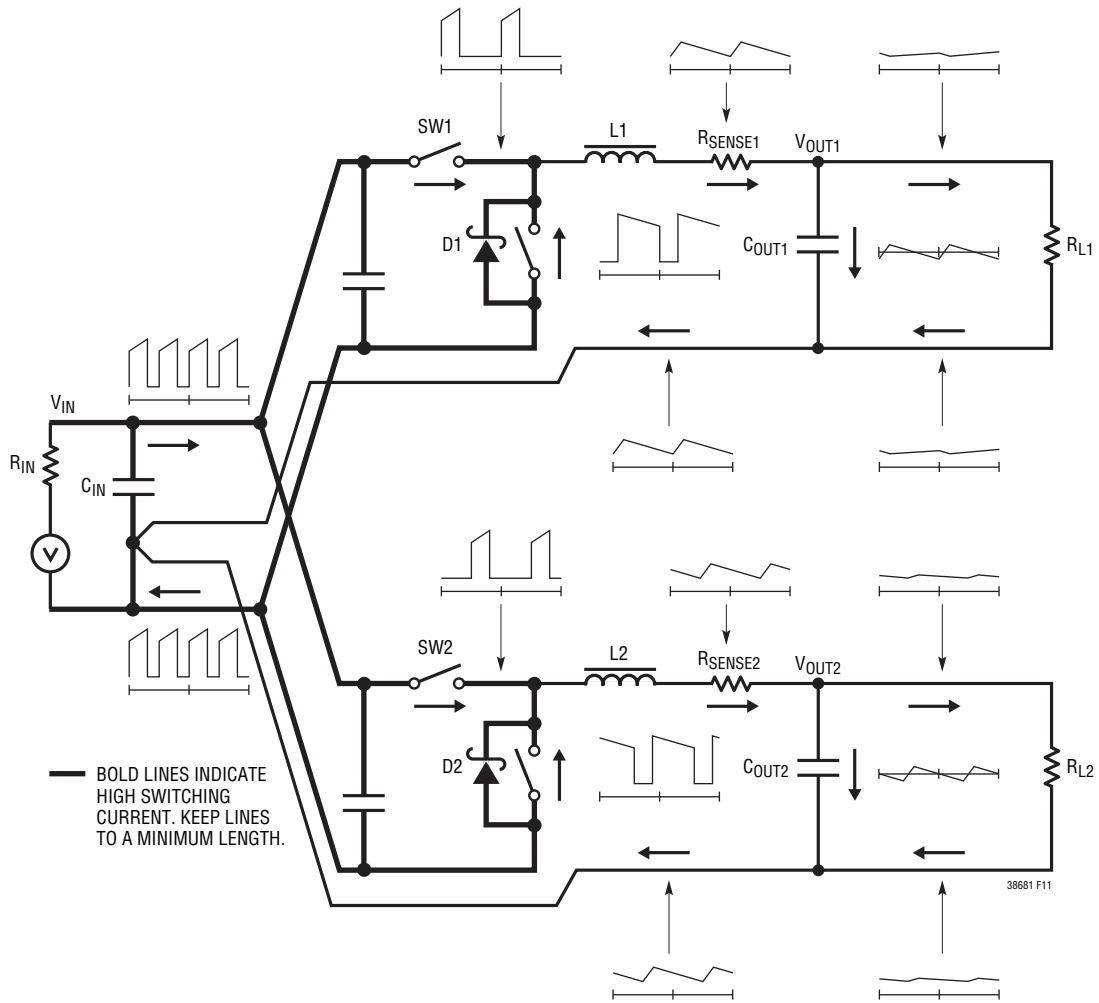 SW1
L1
RSENSE1
VOUT1
D1
COUT1
RL1
VIN
RIN
CIN
V
SW2
L2
RSENSE2
VOUT2
D2
COUT2
RL2
BOLD LINES INDICATE
HIGH SWITCHING
CURRENT. KEEP LINES
TO A MINIMUM LENGTH.
38681 F11